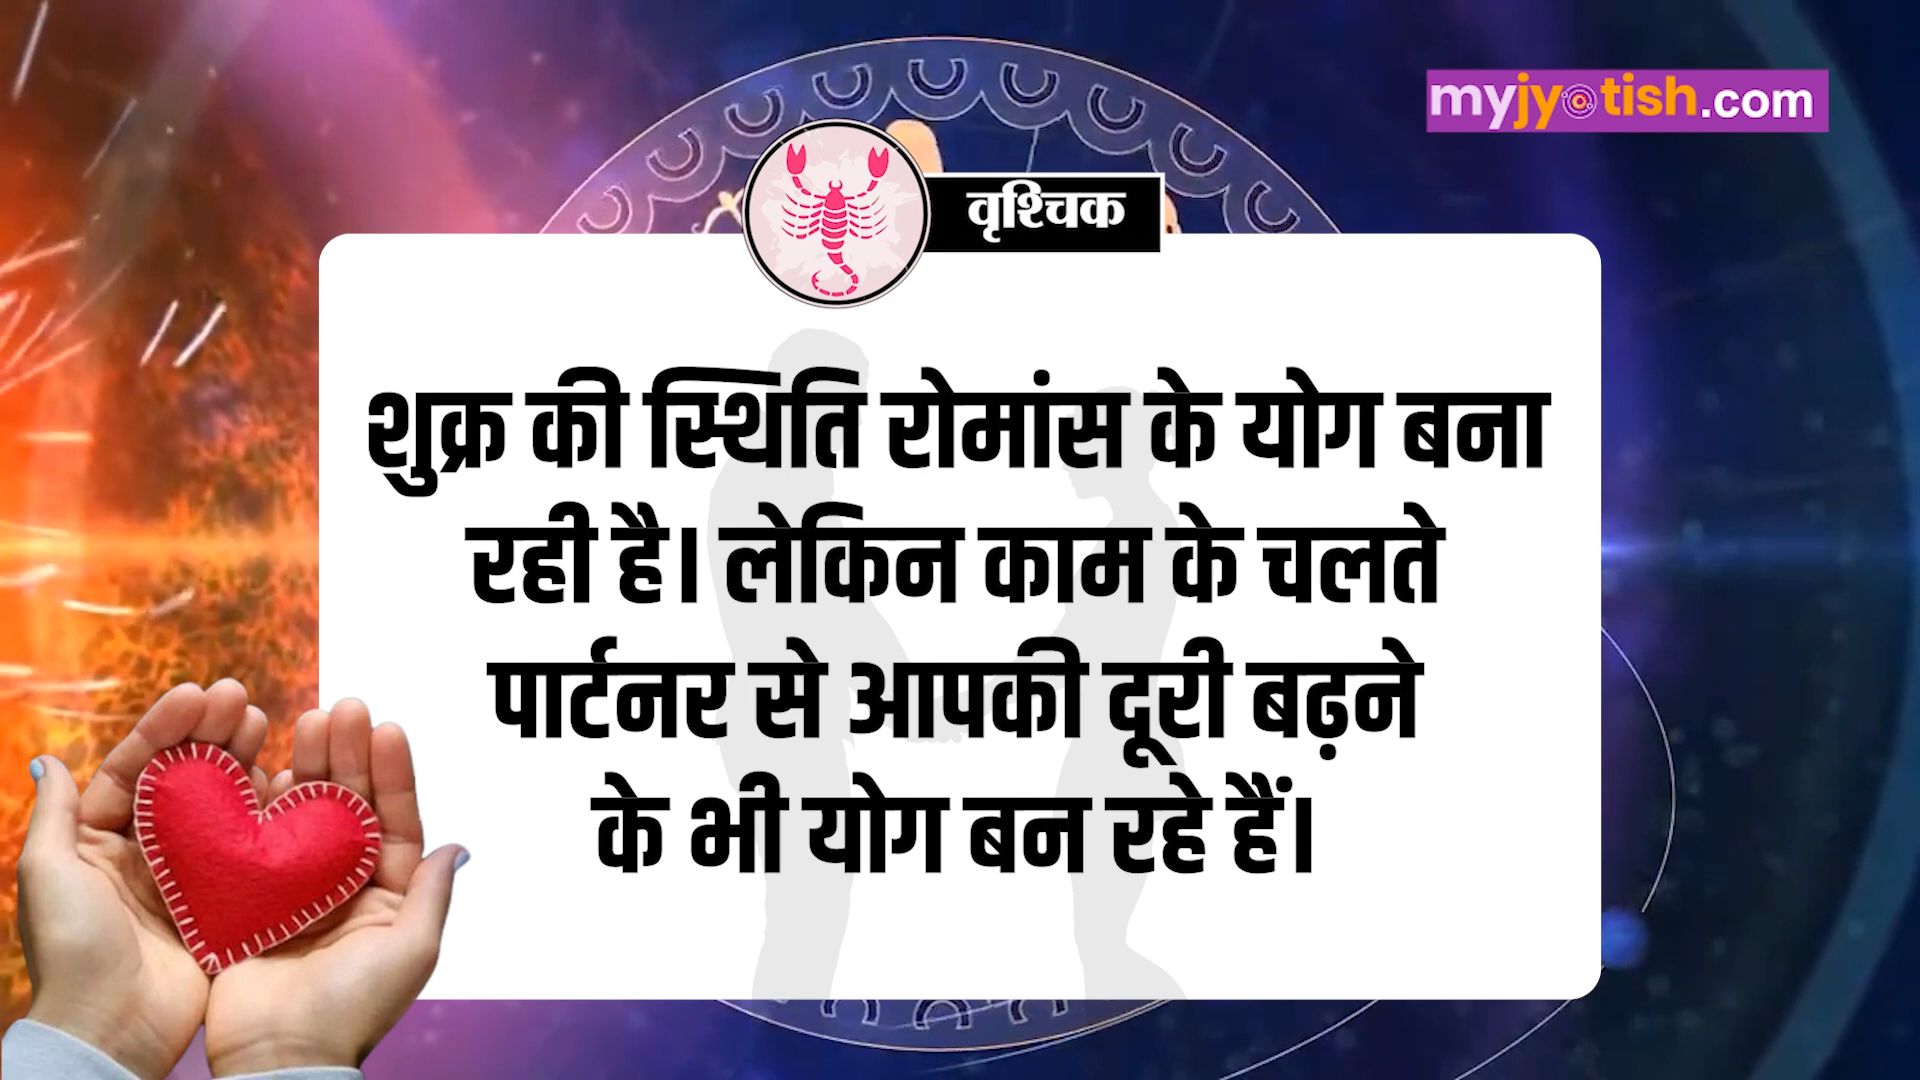 myjyotish.com
वृश्चिक
शुक्र की स्थिति रोमांस के योग बना
रही है। लेकिन काम के चलते
पार्टनर से आपकी दूरी बढ़ने
के भी योग बन रहे हैं।